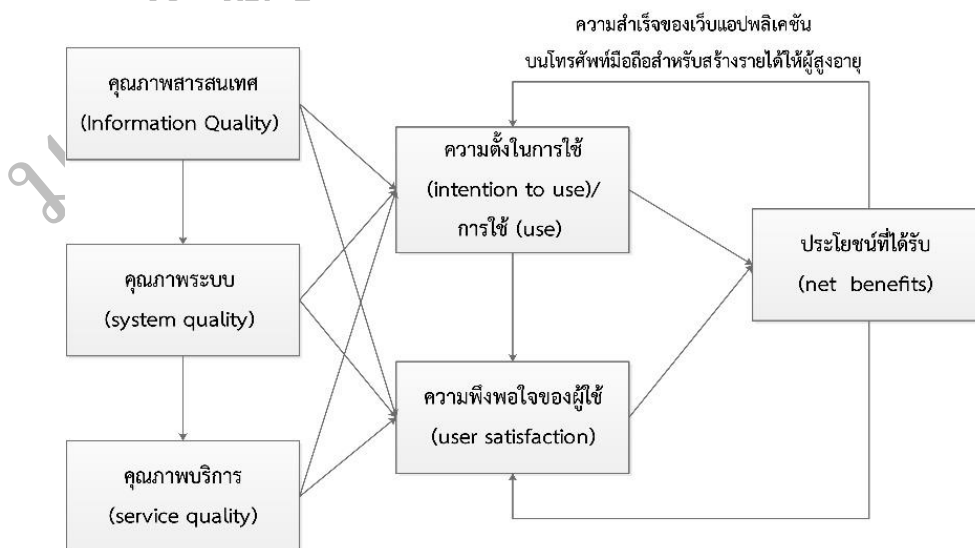 ความสำเร็จของเว็บแอปพลิเคชัน
บนโทรศัพท์มือถือสำหรับสร้างรายได้ให้ผู้สูงอายุ
คุณภาพสารสนเทศ
(Information Quality)
ความตั้งในการใช้
(intention to use)/
การใช้ (use)
คุณภาพระบบ
(system quality)
ประโยชน์ที่ได้รับ
(net benefits)
ความพึงพอใจของผู้ใช้
(user satisfaction)
คุณภาพบริการ
(service quality)